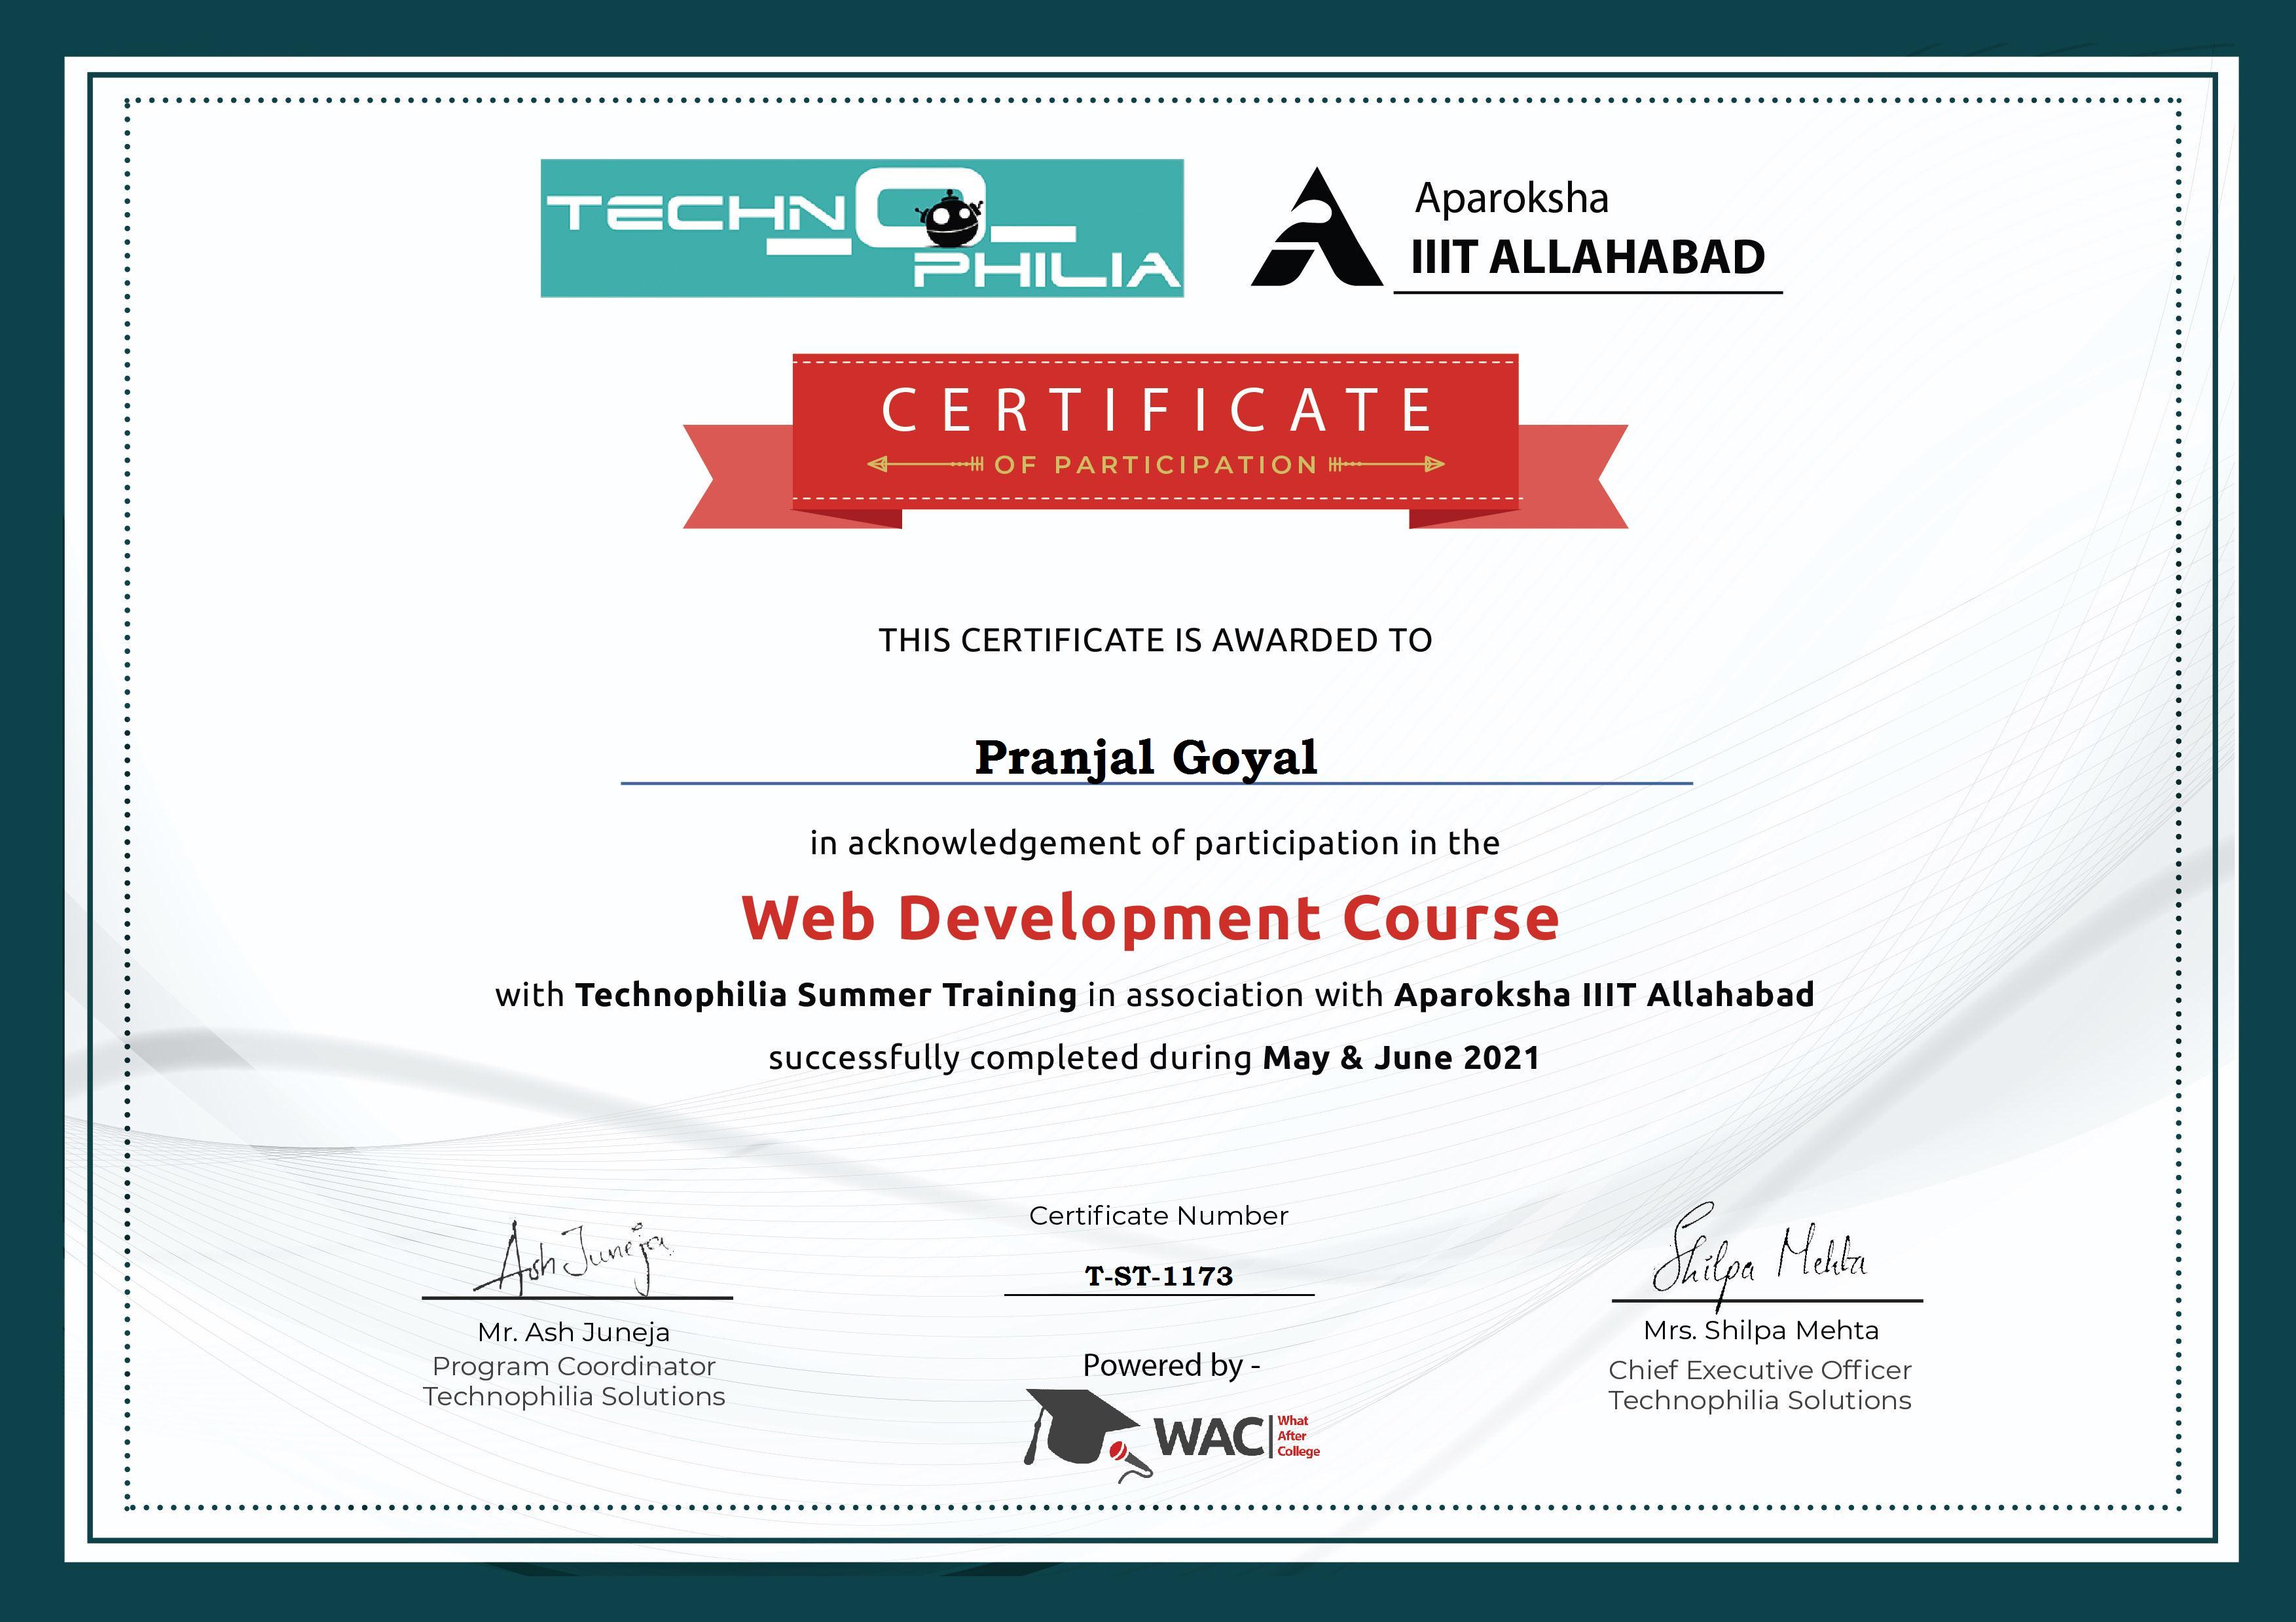 TECHNO
PHILIA
Aparoksha
IIIT ALLAHABAD
CERTIFICATE
OF PARTICIPATION
THIS CERTIFICATE IS AWARDED TO
Pranjal Goyal
in acknowledgement of participation in the
Web Development Course
with Technophilia Summer Training in association with Aparoksha IIIT Allahabad
successfully completed during May & June 2021
Ash Juneja
Mr. Ash Juneja
Program Coordinator
Technophilia Solutions
Certificate Number
T-ST-1173
Powered by -
WAC
What
After
College
Shilpa Mehta
Mrs. Shilpa Mehta
Chief Executive Officer
Technophilia Solutions